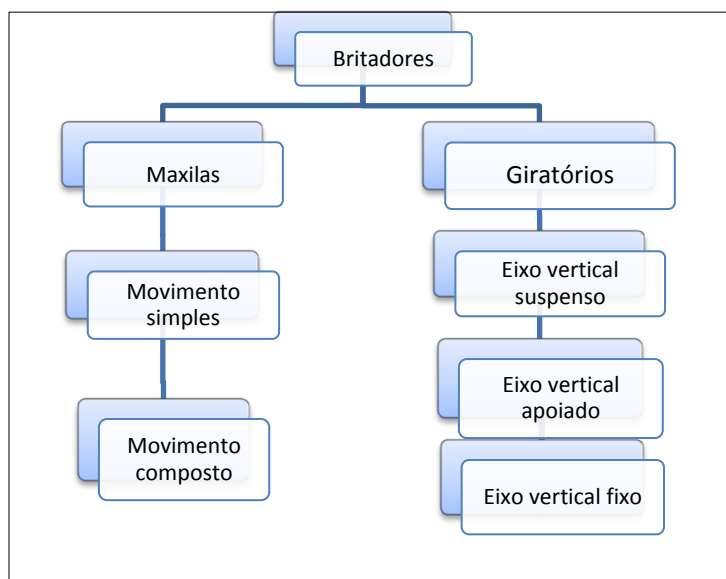 Britadores
Maxilas
Movimento
simples
Movimento
composto
Giratórios
Eixo vertical
suspenso
Eixo vertical
apoiado
Eixo vertical fixo